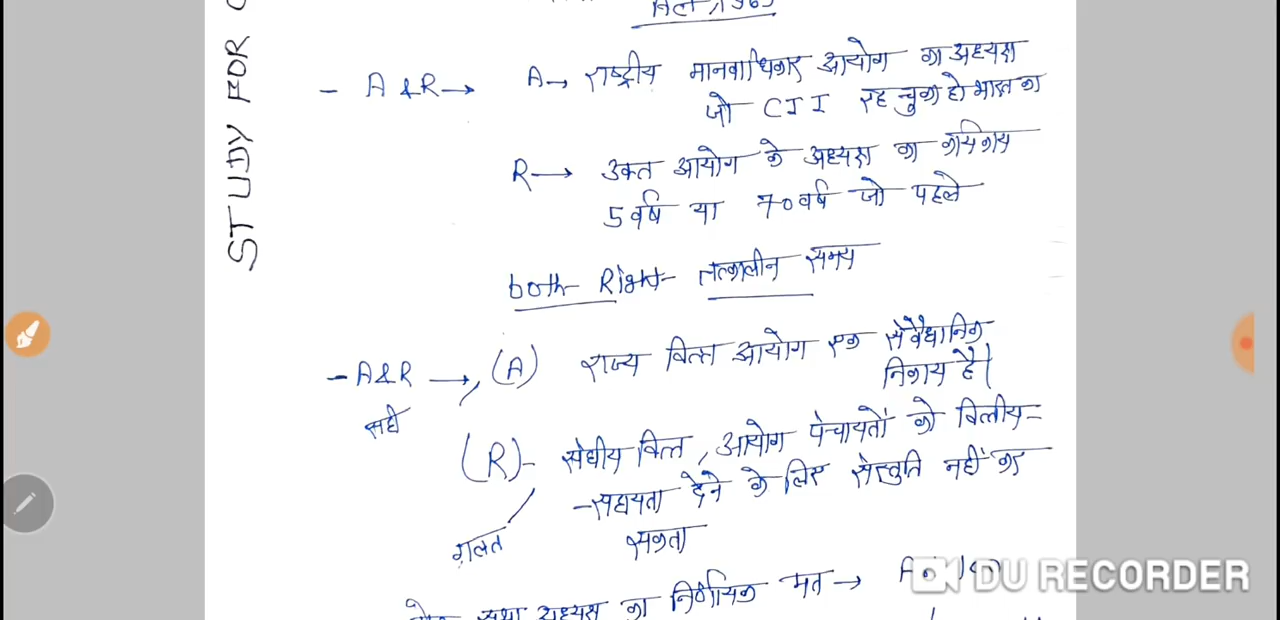 STUDY FOR
- A & R → A → राष्ट्रीय मानवाधिकार आयोग का अध्यक्ष
जो CJI रह चुका हो भारत का
R → उक्त आयोग के अध्यक्ष का कार्यकाल
5 वर्ष या 70 वर्ष जो पहले
both Right - तत्कालीन समय
- A & R → (A) राज्य वित्त आयोग एक संवैधानिक
निकाय है।
सही
(R) - संघीय वित्त आयोग पंचायतों को वित्तीय -
- सहायता देने के लिए संस्तुति नहीं कर
सकता
गलत
सभा अध्यक्ष का निर्णायक मत →
DU RECORDER